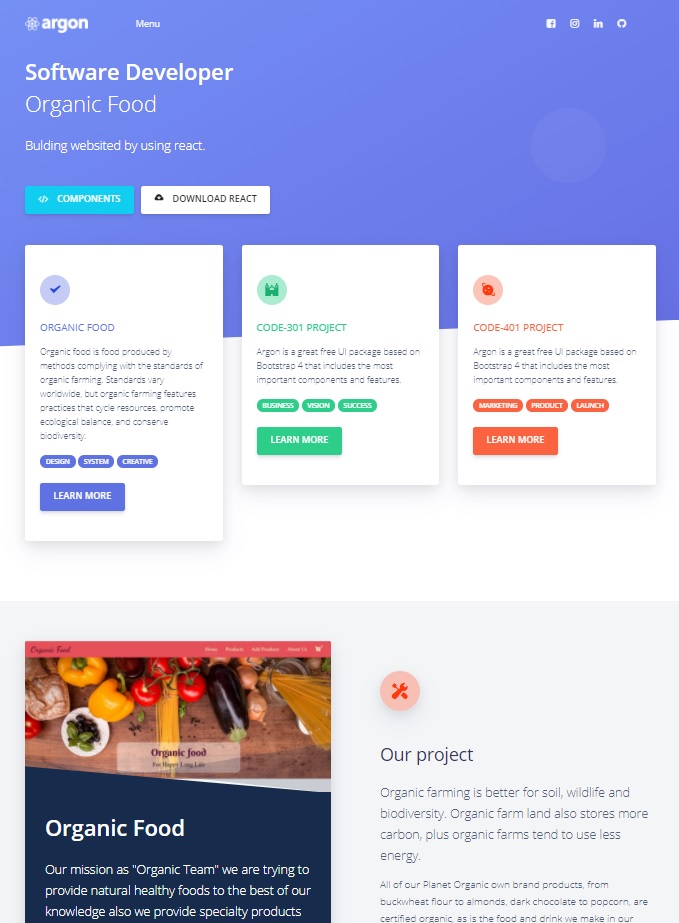 argon
Menu
Software Developer
Organic Food
Bulding websited by using react.
COMPONENTS
DOWNLOAD REACT
ORGANIC FOOD
Organic food is food produced by
methods complying with the standards of
organic farming. Standards vary
worldwide, but organic farming features
practices that cycle resources, promote
ecological balance, and conserve
biodiversity.
DESIGN SYSTEM CREATIVE
LEARN MORE
CODE-301 PROJECT
Argon is a great free UI package based on
Bootstrap 4 that includes the most
important components and features.
BUSINESS VISION SUCCESS
LEARN MORE
CODE-401 PROJECT
Argon is a great free UI package based on
Bootstrap 4 that includes the most
important components and features.
MARKETING PRODUCT LAUNCH
LEARN MORE
Organic Food
Home Products Add Products About Us
Organic food
For Happy Long Life
Organic Food
Our mission as "Organic Team" we are trying to
provide natural healthy foods to the best of our
knowledge also we provide specialty products
Our project
Organic farming is better for soil, wildlife and
biodiversity. Organic farm land also stores more
carbon, plus organic farms tend to use less
energy.
All of our Planet Organic own brand products, from
buckwheat flour to almonds, dark chocolate to popcorn, are
certified organic, as is the food and drink we make in our